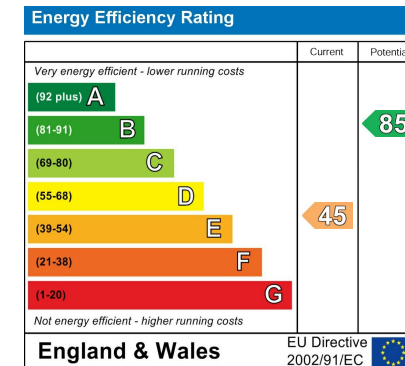 Energy Efficiency Rating
Current Potentia
Very energy efficient - lower running costs
(92 plus) A
(81-91) B
85
(69-80) C
(55-68) D
(39-54) E
45
(21-38) F
(1-20) G
Not energy efficient - higher running costs
England & Wales
EU Directive
2002/91/EC